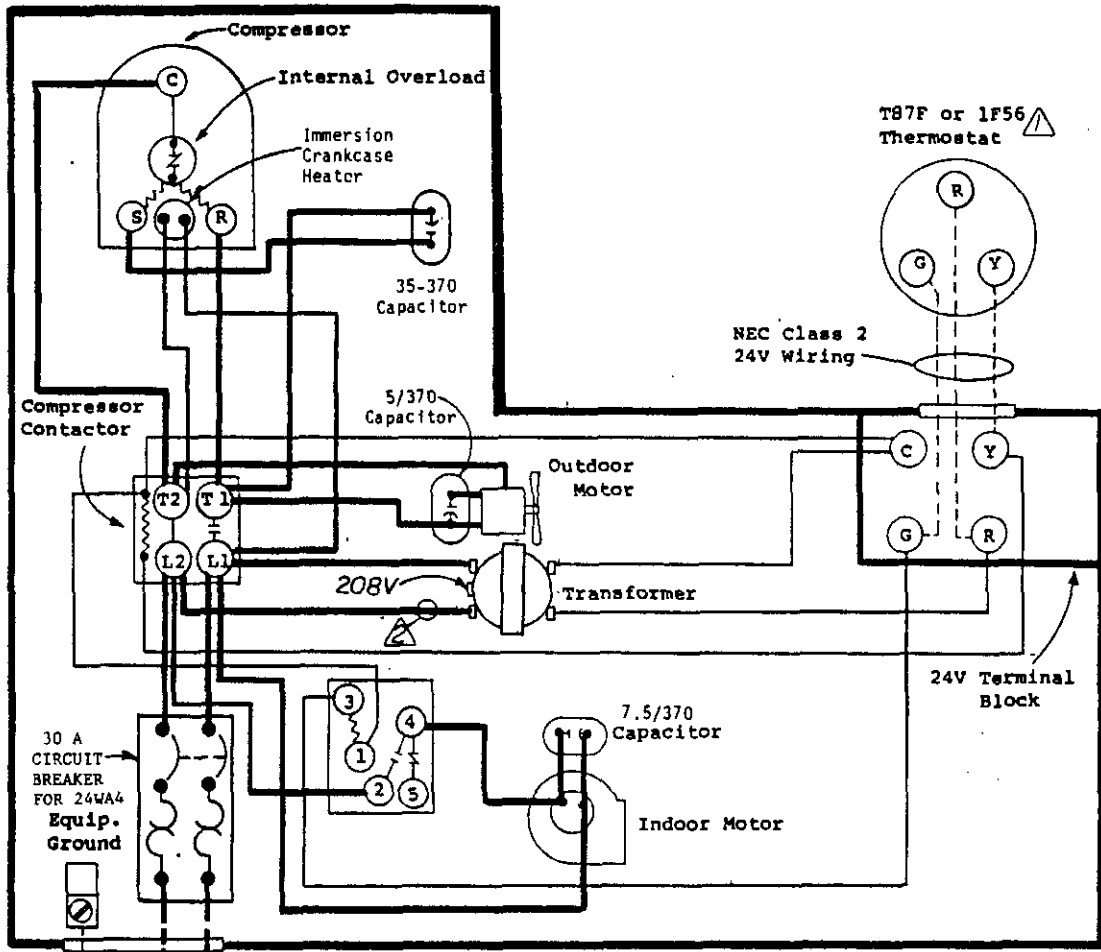 Compressor
C
Internal Overload
Immersion
Crankcase
Heater
S
R
35-370
Capacitor
T87F or 1F56 1
Thermostat
R
G
Y
NEC Class 2
24V Wiring
5/370
Capacitor
Compressor
Contactor
Outdoor
Motor
C
Y
T2
T1
G
R
L2
L1
208V
Transformer
2
24V Terminal
Block
3
4
1
2
5
7.5/370
Capacitor
30 A
CIRCUIT
BREAKER
FOR 24WA4
Equip.
Ground
Indoor Motor